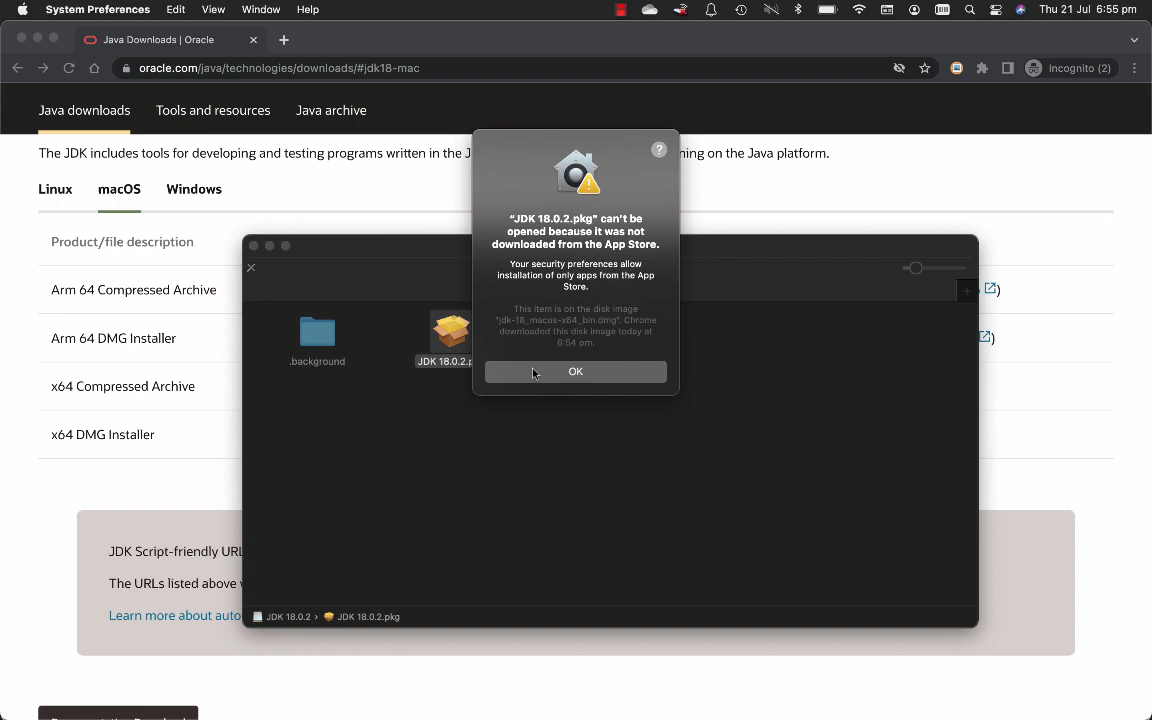 System Preferences Edit View Window Help Thu 21 Jul 6:55 pm
Java Downloads | Oracle
oracle.com/java/technologies/downloads/#jdk18-mac Incognito (2)
Java downloads Tools and resources Java archive
The JDK includes tools for developing and testing programs written in the J
ning on the Java platform.
Linux macOS Windows
Product/file description
Arm 64 Compressed Archive
)
Arm 64 DMG Installer
)
x64 Compressed Archive
x64 DMG Installer
?
“JDK 18.0.2.pkg” can’t be
opened because it was not
downloaded from the App Store.
Your security preferences allow
installation of only apps from the App
Store.
This item is on the disk image
“jdk-18_macos-x64_bin.dmg”. Chrome
downloaded this disk image today at
6:54 pm.
OK
.background
JDK 18.0.2.p
JDK 18.0.2 › JDK 18.0.2.pkg
JDK Script-friendly URL
The URLs listed above
Learn more about auto